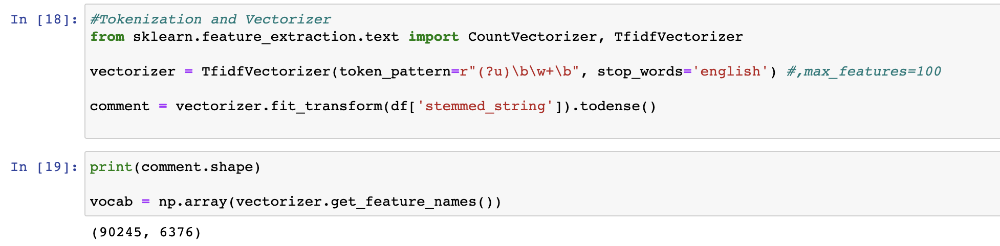 In [18]: #Tokenization and Vectorizer
from sklearn.feature_extraction.text import CountVectorizer, TfidfVectorizer
vectorizer = TfidfVectorizer(token_pattern=r"(?u)\b\w+\b", stop_words='english') #,max_features=100
comment = vectorizer.fit_transform(df['stemmed_string']).todense()
In [19]: print(comment.shape)
vocab = np.array(vectorizer.get_feature_names())
(90245, 6376)